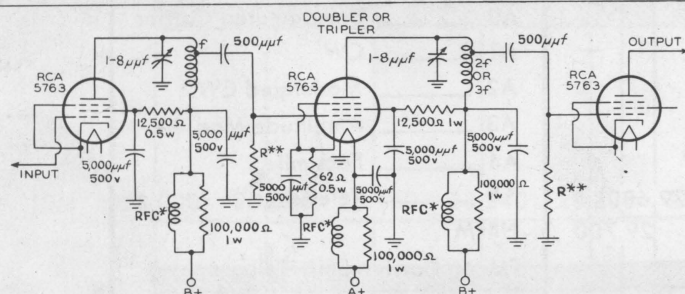 DOUBLER OR
TRIPLER
500μμf
500μμf
OUTPUT
1-8μμf
f
1-8μμf
2f
OR
3f
RCA
5763
RCA
5763
RCA
5763
12,500Ω
0.5w
5,000 μμf
500v
12,500Ω 1w
5,000μμf
500v
5,000μμf
500v
5,000μμf
500v
R**
5000 μμf
500v
62Ω
0.5w
5000μμf
500v
R**
INPUT
RFC*
100,000Ω
1w
RFC*
100,000Ω
1w
RFC*
100,000Ω
1w
B+
A+
B+